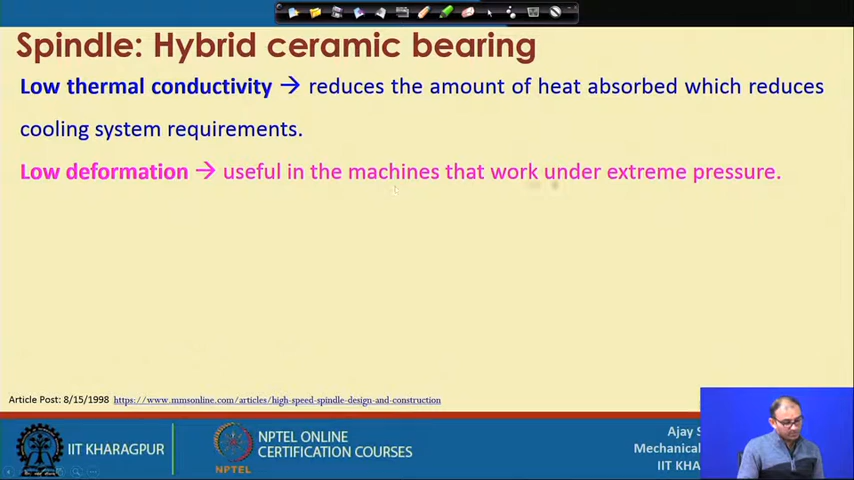 Spindle: Hybrid ceramic bearing
Low thermal conductivity → reduces the amount of heat absorbed which reduces
cooling system requirements.
Low deformation → useful in the machines that work under extreme pressure.
Article Post: 8/15/1998 https://www.mmsonline.com/articles/high-speed-spindle-design-and-construction
IIT KHARAGPUR
NPTEL
NPTEL ONLINE
CERTIFICATION COURSES
Ajay S
Mechanical
IIT KHA